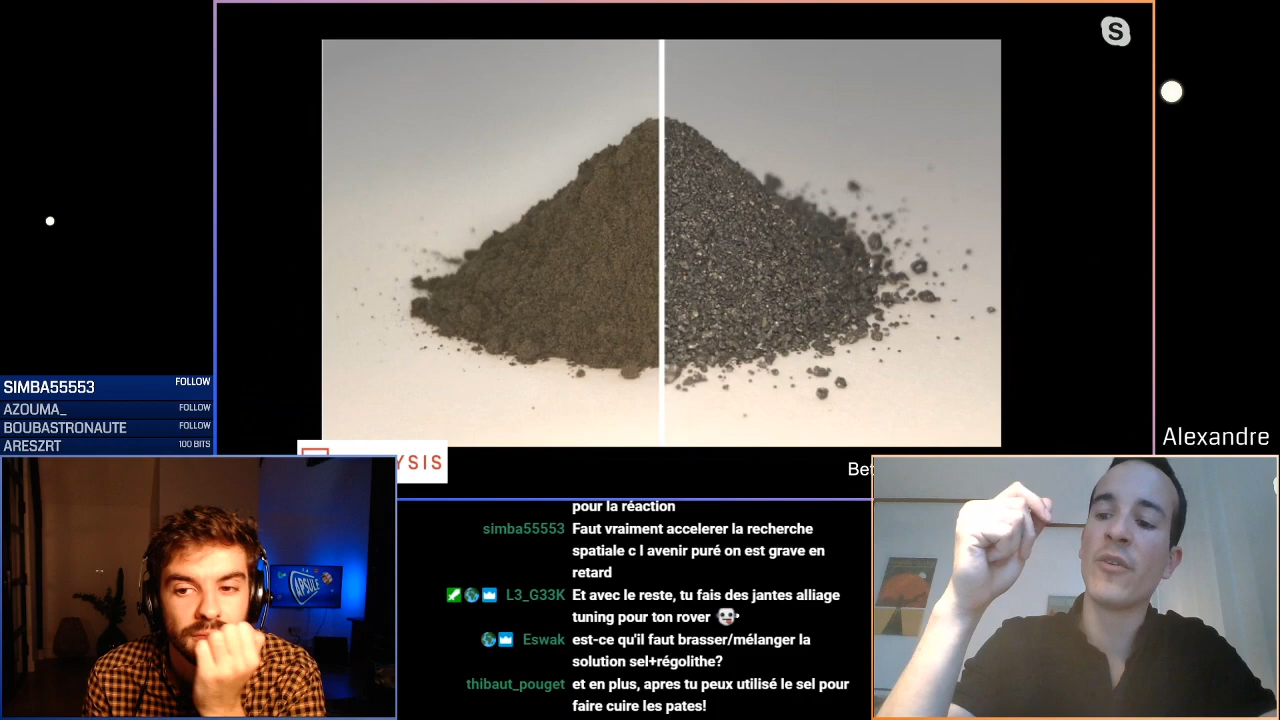 S
SIMBA55553 FOLLOW
AZOUMA_ FOLLOW
BOUBASTRONAUTE FOLLOW
ARESZRT 100 BITS
YSIS
Bet
Alexandre
APSULE
pour la réaction
simba55553 Faut vraiment accelerer la recherche
spatiale c l avenir puré on est grave en
retard
L3_G33K Et avec le reste, tu fais des jantes alliage
tuning pour ton rover
Eswak est-ce qu'il faut brasser/mélanger la
solution sel+régolithe?
thibaut_pouget et en plus, apres tu peux utilisé le sel pour
faire cuire les pates!